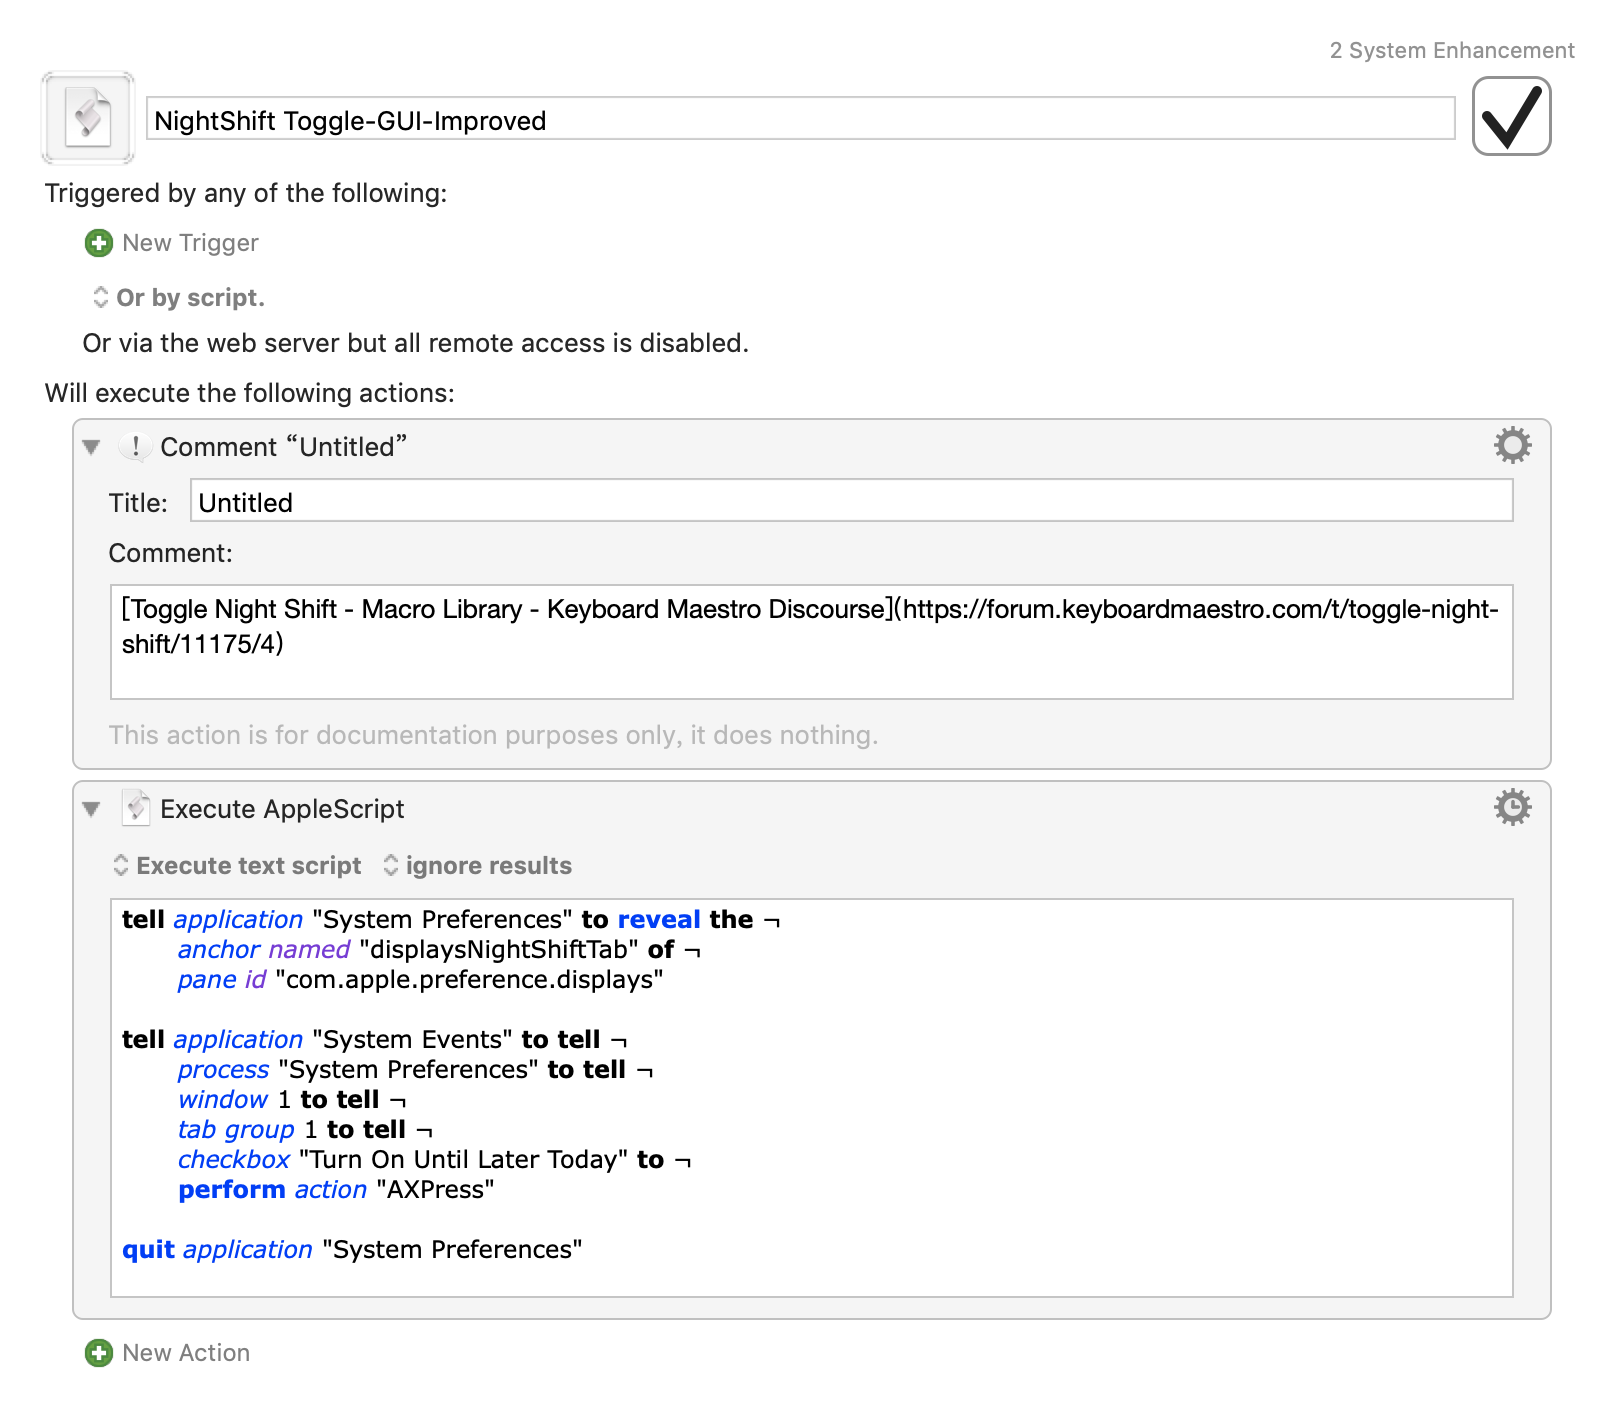 2 System Enhancement
NightShift Toggle-GUI-Improved
Triggered by any of the following:
New Trigger
Or by script.
Or via the web server but all remote access is disabled.
Will execute the following actions:
Comment “Untitled”
Title: Untitled
Comment:
[Toggle Night Shift - Macro Library - Keyboard Maestro Discourse](https://forum.keyboardmaestro.com/t/toggle-night-
shift/11175/4)
This action is for documentation purposes only, it does nothing.
Execute AppleScript
Execute text script ignore results
tell application "System Preferences" to reveal the ¬
anchor named "displaysNightShiftTab" of ¬
pane id "com.apple.preference.displays"
tell application "System Events" to tell ¬
process "System Preferences" to tell ¬
window 1 to tell ¬
tab group 1 to tell ¬
checkbox "Turn On Until Later Today" to ¬
perform action "AXPress"
quit application "System Preferences"
New Action